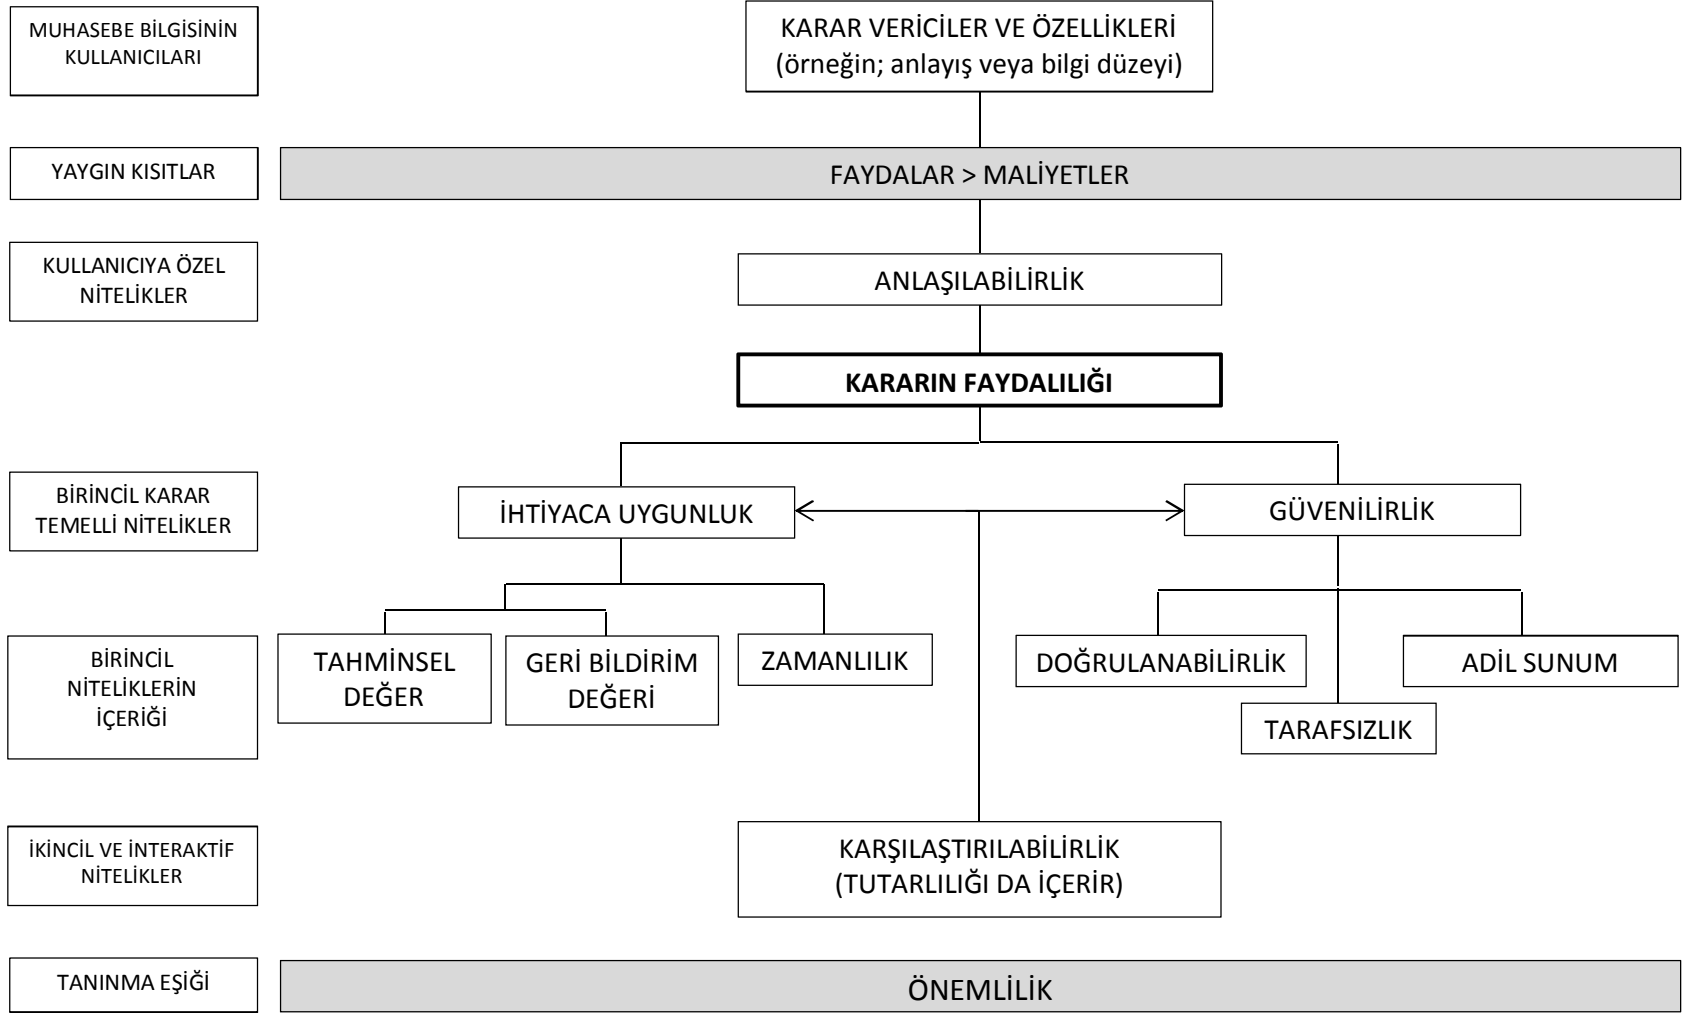 MUHASEBE BİLGİSİNİN
KULLANICILARI
KARAR VERİCİLER VE ÖZELLİKLERİ
(örneğin; anlayış veya bilgi düzeyi)
YAYGIN KISITLAR
FAYDALAR > MALİYETLER
KULLANICIYA ÖZEL
NİTELİKLER
ANLAŞILABİLİRLİK
KARARIN FAYDALILIĞI
BİRİNCİL KARAR
TEMELLİ NİTELİKLER
İHTİYACA UYGUNLUK
GÜVENİLİRLİK
BİRİNCİL
NİTELİKLERİN
İÇERİĞİ
TAHMİNSEL
DEĞER
GERİ BİLDİRİM
DEĞERİ
ZAMANLILIK
DOĞRULANABİLİRLİK
TARAFSIZLIK
ADİL SUNUM
İKİNCİL VE İNTERAKTİF
NİTELİKLER
KARŞILAŞTIRILABİLİRLİK
(TUTARLILIĞI DA İÇERİR)
TANINMA EŞİĞİ
ÖNEMLİLİK